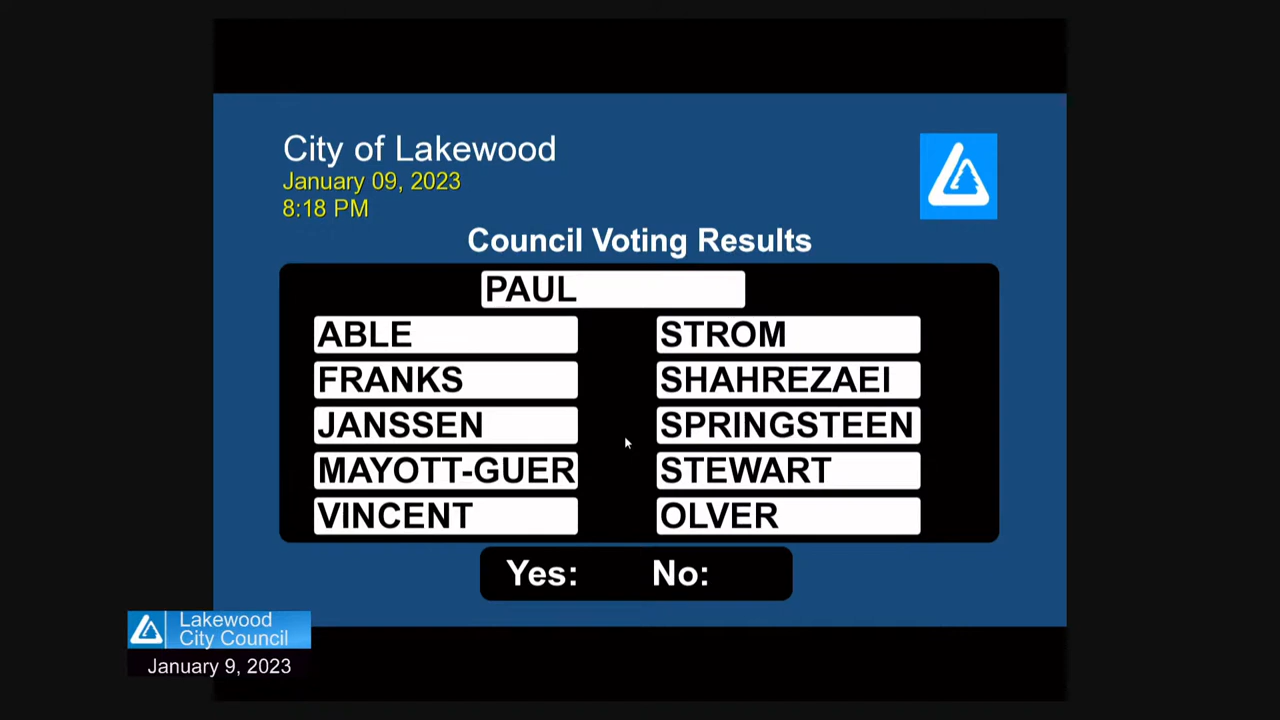 City of Lakewood
January 09, 2023
8:18 PM
Council Voting Results
PAUL
ABLE
STROM
FRANKS
SHAHREZAEI
JANSSEN
SPRINGSTEEN
MAYOTT-GUER
STEWART
VINCENT
OLVER
Yes: No:
Lakewood
City Council
January 9, 2023